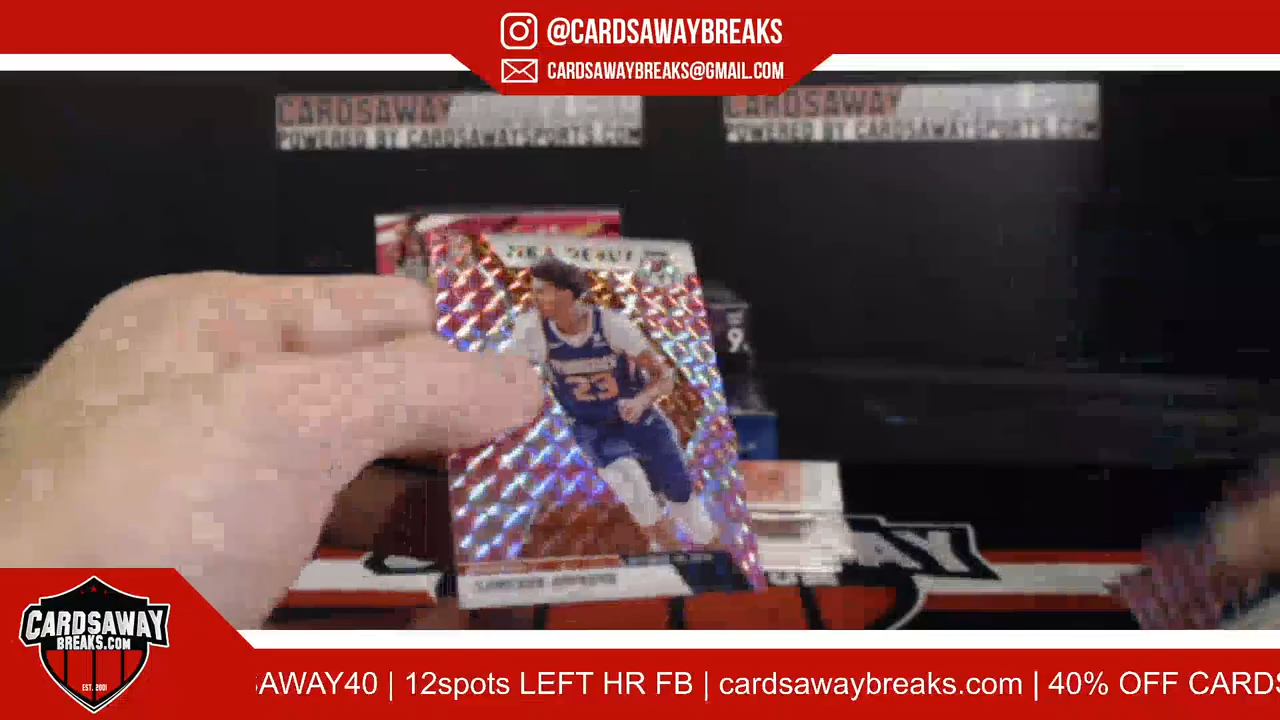 @CARDSAWAYBREAKS
CARDSAWAYBREAKS@GMAIL.COM
CARDSAWAY
POWERED BY CARDSAWAYSPORTS.COM
CARDSAWAY
POWERED BY CARDSAWAYSPORTS.COM
NBA DEBUT
23
CARDSAWAY
BREAKS.COM
EST. 2001
SAWAY40 | 12spots LEFT HR FB | cardsawaybreaks.com | 40% OFF CARDS